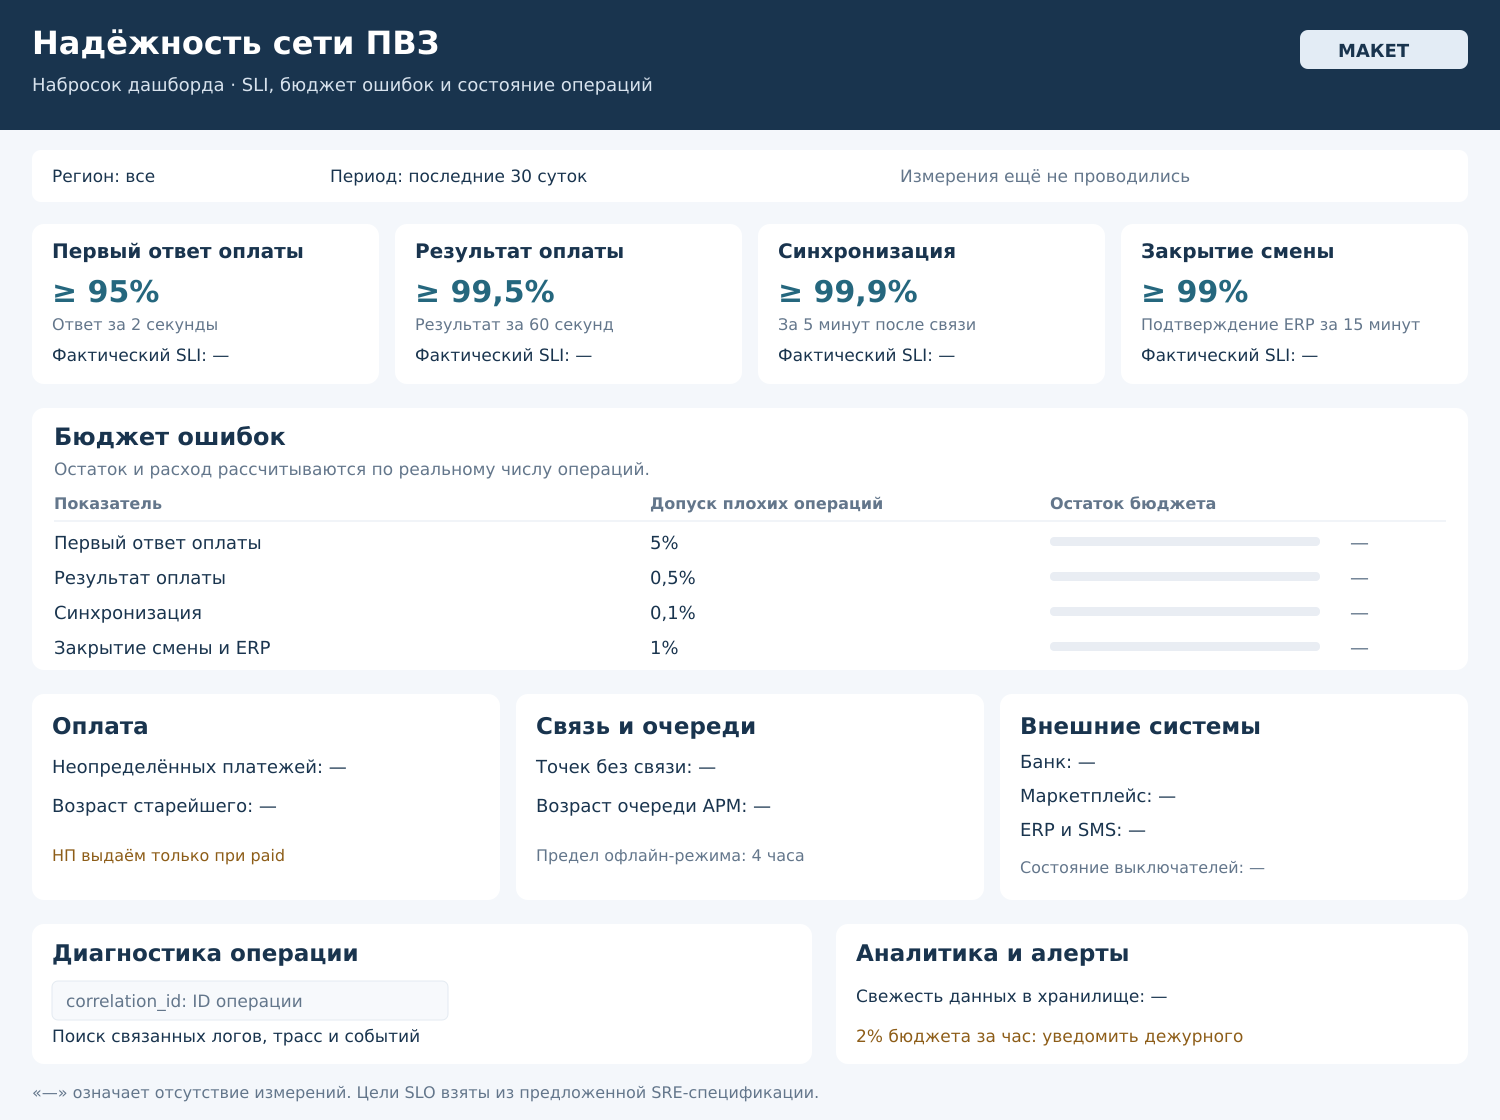 Надёжность сети ПВЗ
МАКЕТ
Набросок дашборда · SLI, бюджет ошибок и состояние операций
Регион: все
Период: последние 30 суток
Измерения ещё не проводились
Первый ответ оплаты
≥ 95%
Ответ за 2 секунды
Фактический SLI: —
Результат оплаты
≥ 99,5%
Результат за 60 секунд
Фактический SLI: —
Синхронизация
≥ 99,9%
За 5 минут после связи
Фактический SLI: —
Закрытие смены
≥ 99%
Подтверждение ERP за 15 минут
Фактический SLI: —
Бюджет ошибок
Остаток и расход рассчитываются по реальному числу операций.
Показатель Допуск плохих операций Остаток бюджета
Первый ответ оплаты 5% —
Результат оплаты 0,5% —
Синхронизация 0,1% —
Закрытие смены и ERP 1% —
Оплата
Неопределённых платежей: —
Возраст старейшего: —
НП выдаём только при paid
Связь и очереди
Точек без связи: —
Возраст очереди АРМ: —
Предел офлайн-режима: 4 часа
Внешние системы
Банк: —
Маркетплейс: —
ERP и SMS: —
Состояние выключателей: —
Диагностика операции
correlation_id: ID операции
Поиск связанных логов, трасс и событий
Аналитика и алерты
Свежесть данных в хранилище: —
2% бюджета за час: уведомить дежурного
«—» означает отсутствие измерений. Цели SLO взяты из предложенной SRE-спецификации.